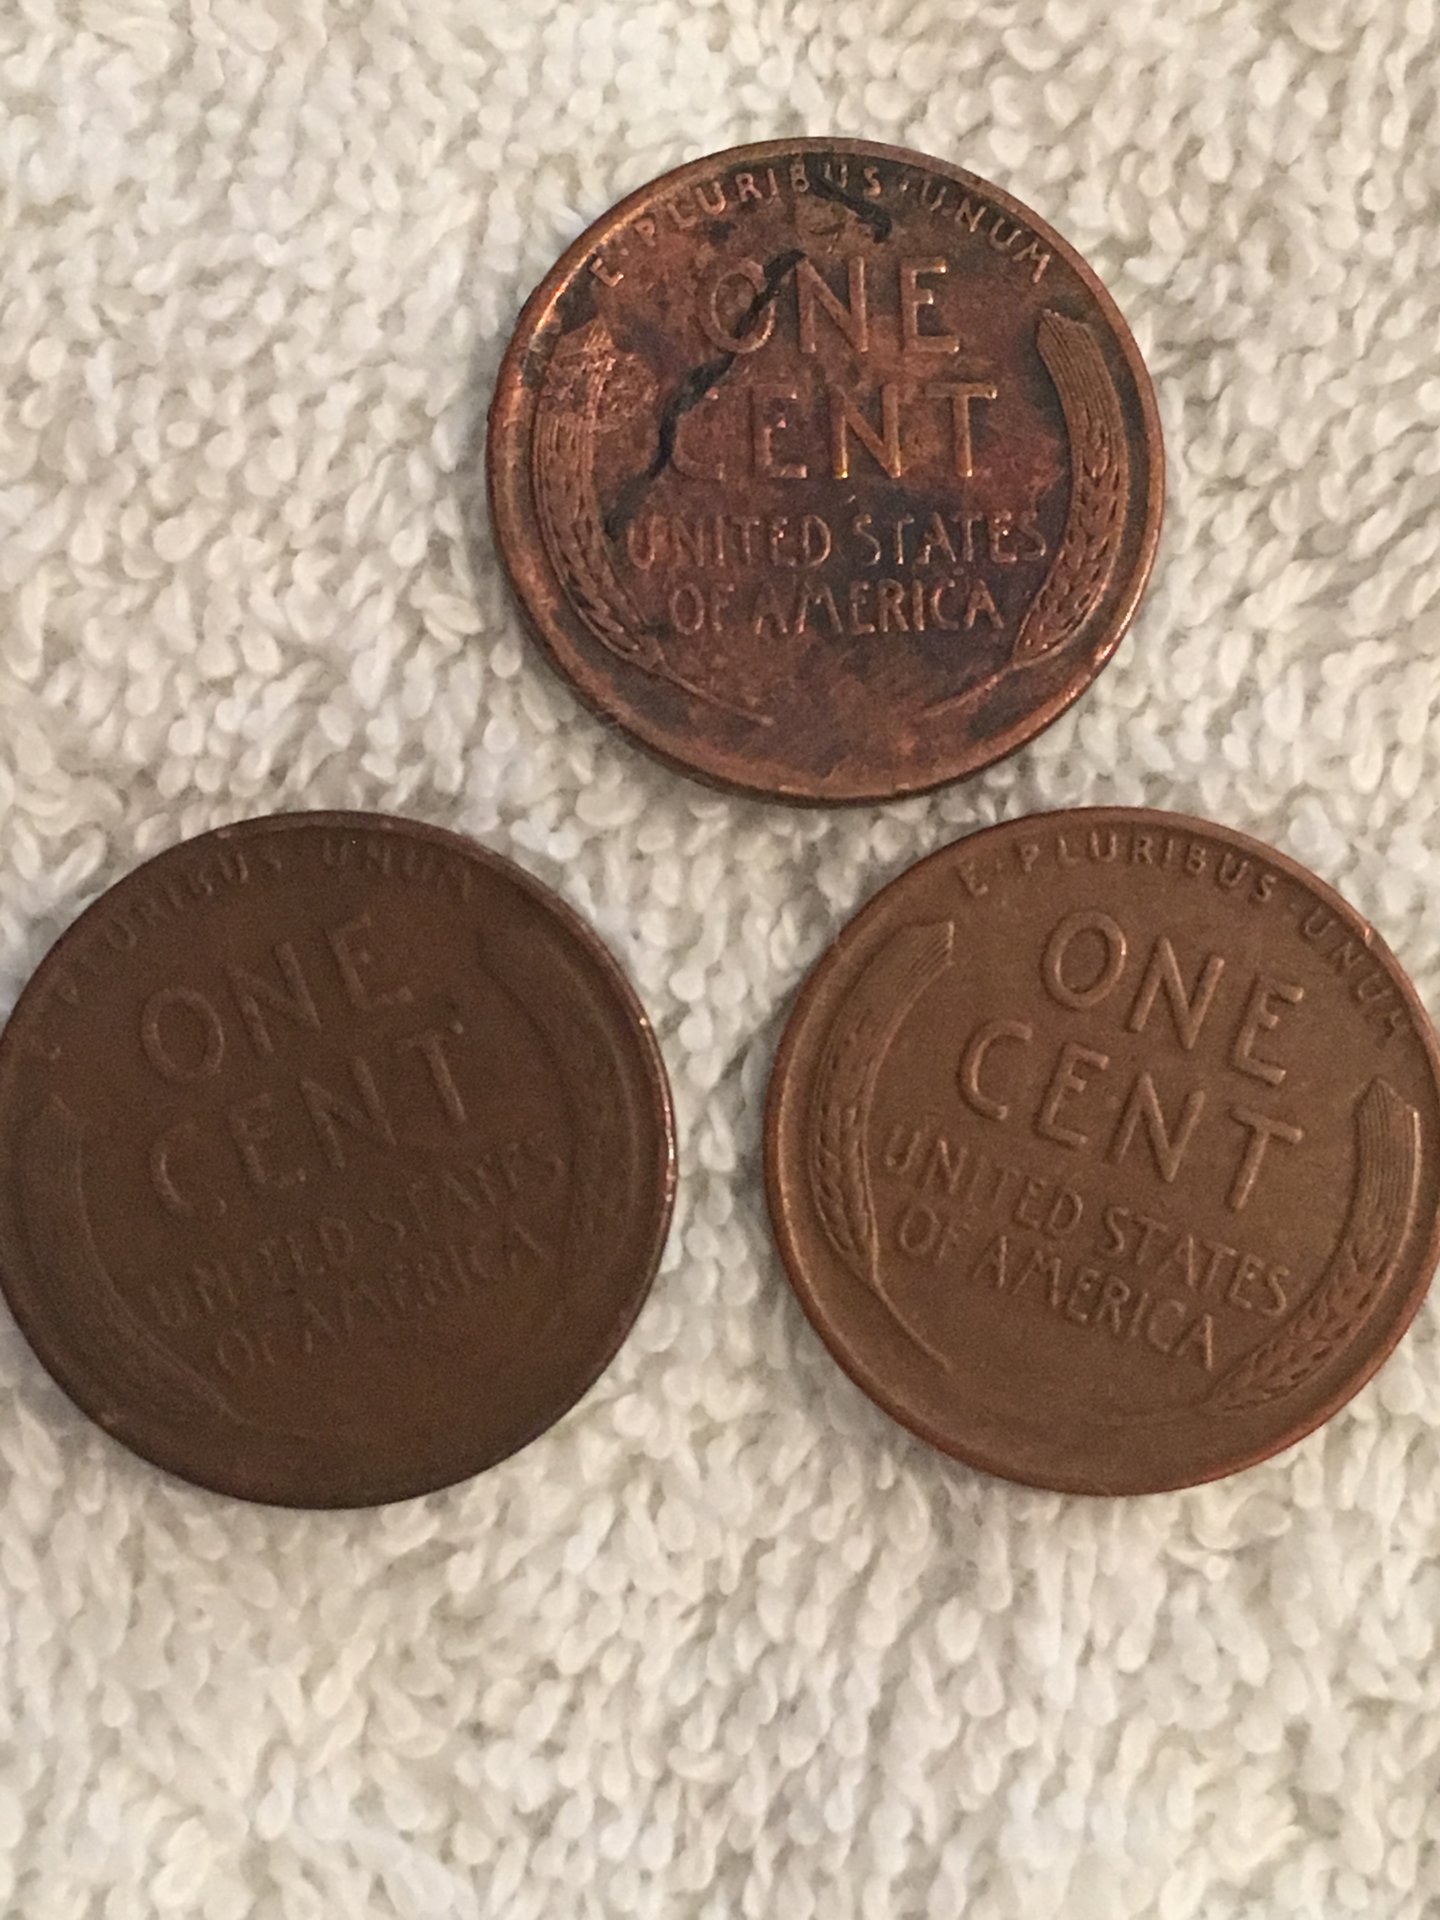 E·PLURIBUS·UNUM
ONE
CENT
UNITED STATES
OF AMERICA
E PLURIBUS UNUM
ONE
CENT
UNITED STATES
OF AMERICA
E·PLURIBUS·UNUM
ONE
CENT
UNITED STATES
OF AMERICA